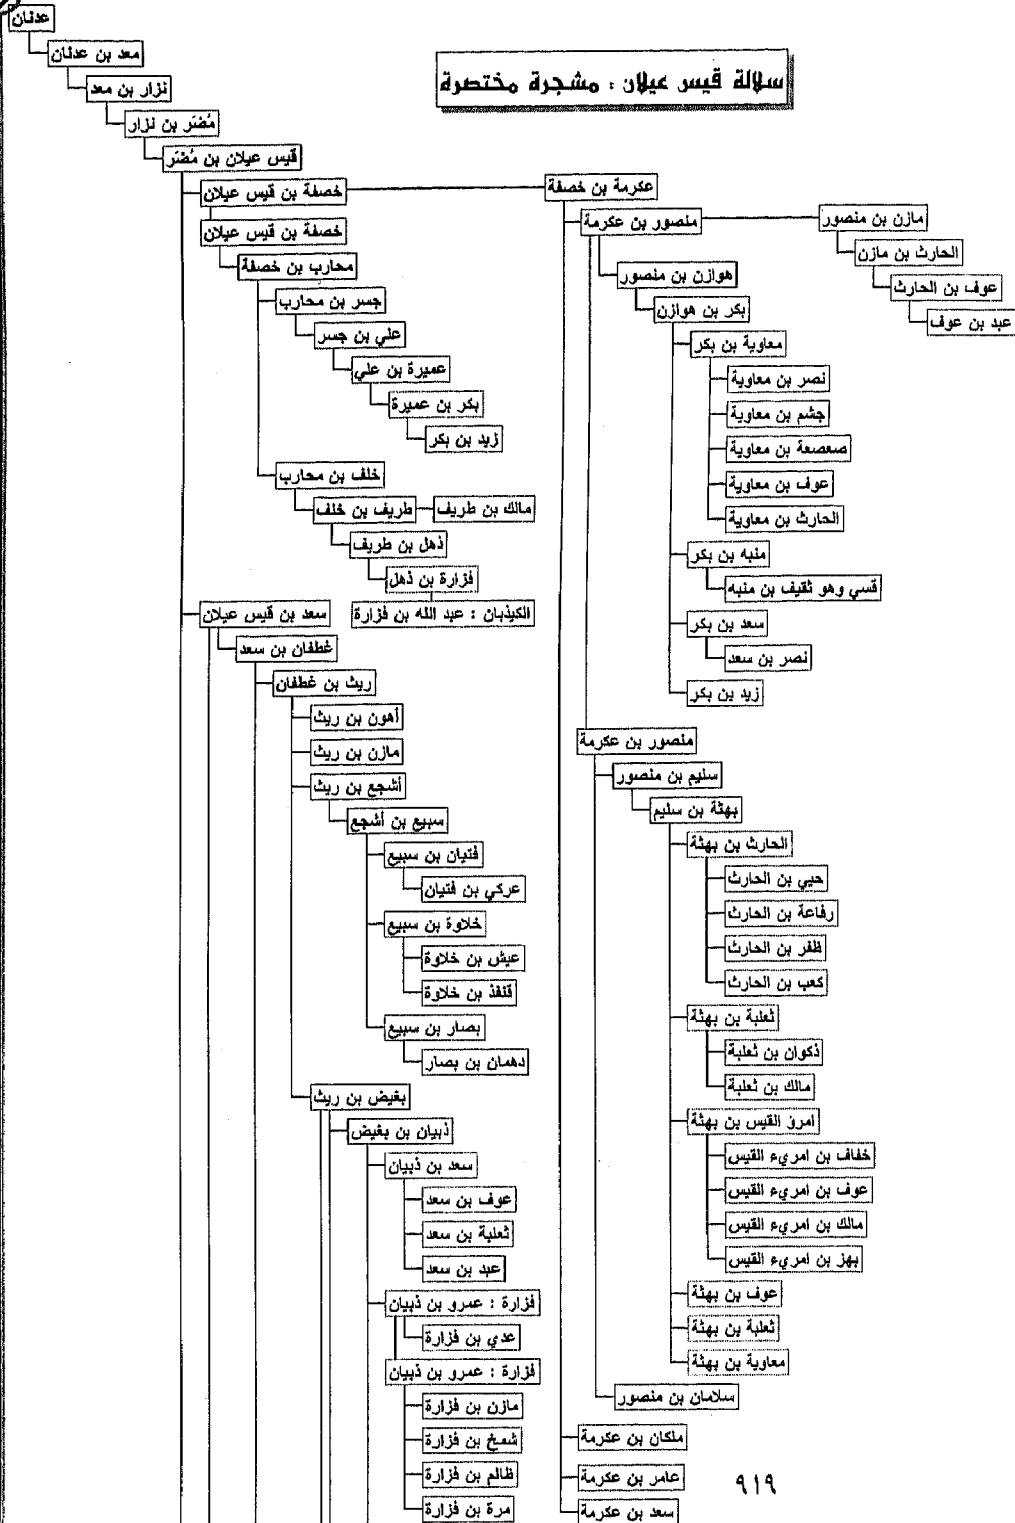 سلالة قيس عيلان : مشجرة مختصرة
عدنان
معد بن عدنان
نزار بن معد
مُضَر بن نزار
قيس عيلان بن مُضَر
خصفة بن قيس عيلان
خصفة بن قيس عيلان
محارب بن خصفة
جسر بن محارب
علي بن جسر
عميرة بن علي
بكر بن عميرة
زيد بن بكر
خلف بن محارب
طريف بن خلف
مالك بن طريف
ذهل بن طريف
فزارة بن ذهل
الكيذبان : عبد الله بن فزارة
سعد بن قيس عيلان
غطفان بن سعد
ريث بن غطفان
أهون بن ريث
مازن بن ريث
أشجع بن ريث
سبيع بن أشجع
فتيان بن سبيع
عركي بن فتيان
خلاوة بن سبيع
عيش بن خلاوة
قنفذ بن خلاوة
بصار بن سبيع
دهمان بن بصار
بغيض بن ريث
ذبيان بن بغيض
سعد بن ذبيان
عوف بن سعد
ثعلبة بن سعد
عبد بن سعد
فزارة : عمرو بن ذبيان
عدي بن فزارة
فزارة : عمرو بن ذبيان
مازن بن فزارة
شمخ بن فزارة
ظالم بن فزارة
مرة بن فزارة
عكرمة بن خصفة
منصور بن عكرمة
مازن بن منصور
الحارث بن مازن
عوف بن الحارث
عبد بن عوف
هوازن بن منصور
بكر بن هوازن
معاوية بن بكر
نصر بن معاوية
جشم بن معاوية
صعصعة بن معاوية
عوف بن معاوية
الحارث بن معاوية
منبه بن بكر
قسي وهو ثقيف بن منبه
سعد بن بكر
نصر بن سعد
زيد بن بكر
منصور بن عكرمة
سليم بن منصور
بهثة بن سليم
الحارث بن بهثة
حيي بن الحارث
رفاعة بن الحارث
ظفر بن الحارث
كعب بن الحارث
ثعلبة بن بهثة
ذكوان بن ثعلبة
مالك بن ثعلبة
امرؤ القيس بن بهثة
خفاف بن امريء القيس
عوف بن امريء القيس
مالك بن امريء القيس
بهز بن امريء القيس
عوف بن بهثة
ثعلبة بن بهثة
معاوية بن بهثة
سلامان بن منصور
ملكان بن عكرمة
عامر بن عكرمة
سعد بن عكرمة
٩١٩